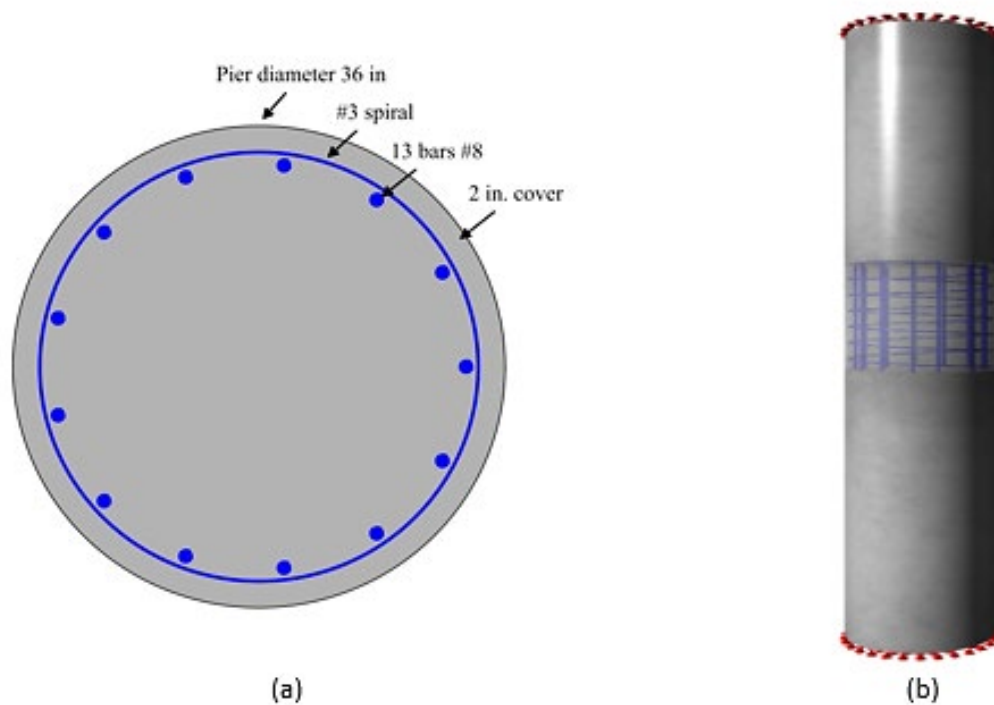 Pier diameter 36 in
#3 spiral
13 bars #8
2 in. cover
(a)
(b)